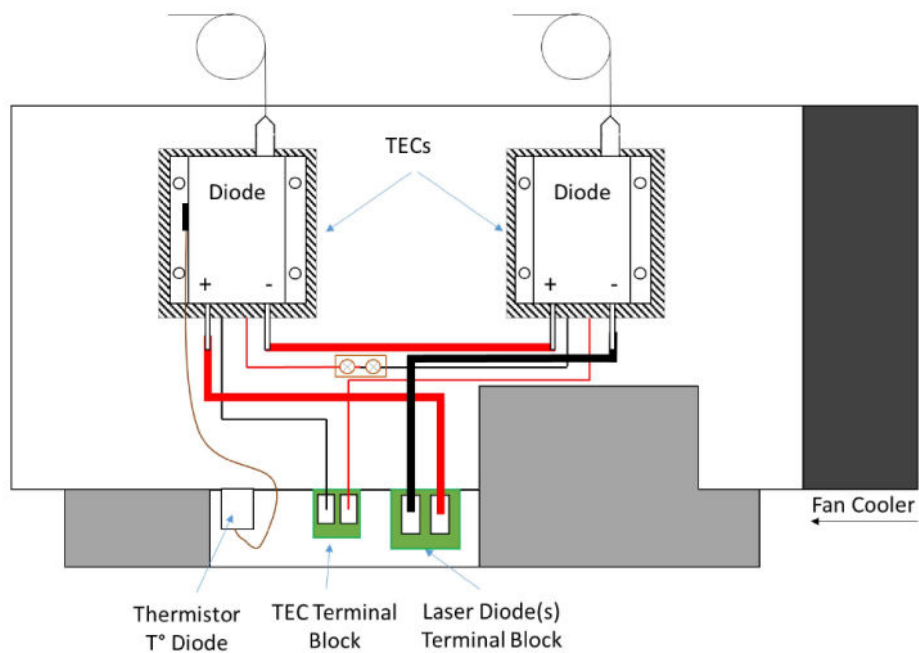 TECs
Diode
Diode
+ -
+ -
Fan Cooler
Thermistor
T° Diode
TEC Terminal
Block
Laser Diode(s)
Terminal Block